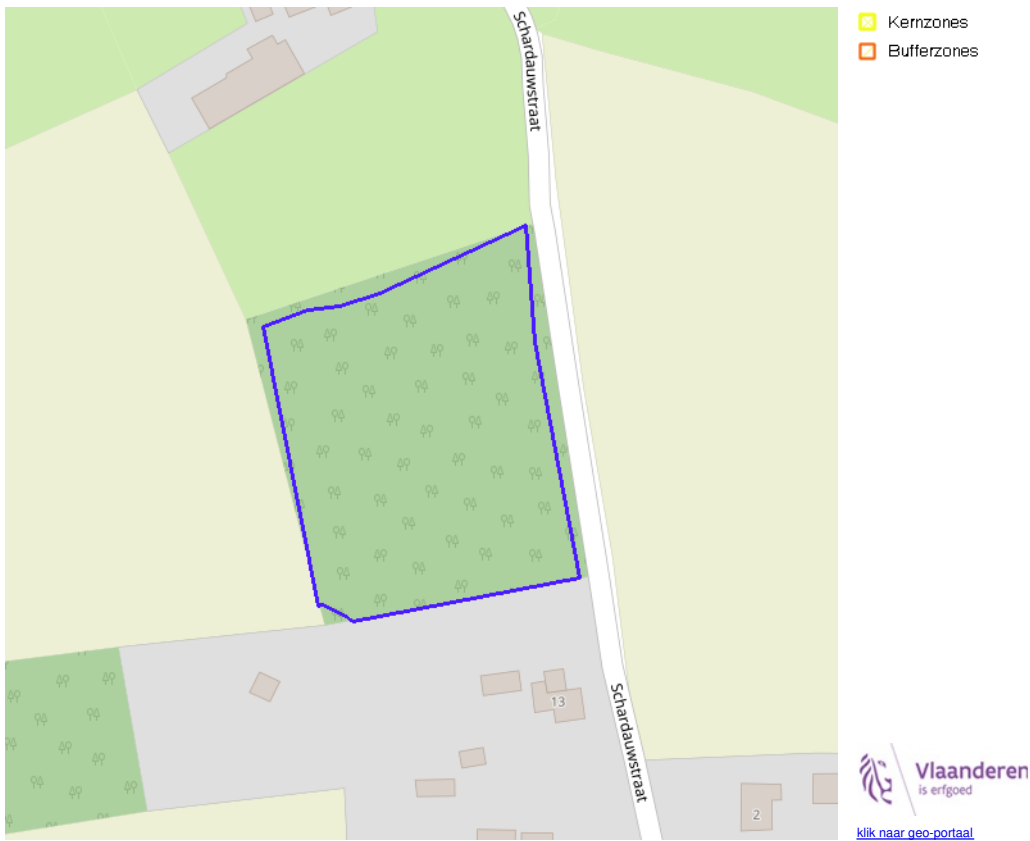 Kernzones
Bufferzones
Schardauwstraat
13
Schardauwstraat
2
Vlaanderen
is erfgoed
klik naar geo-portaal